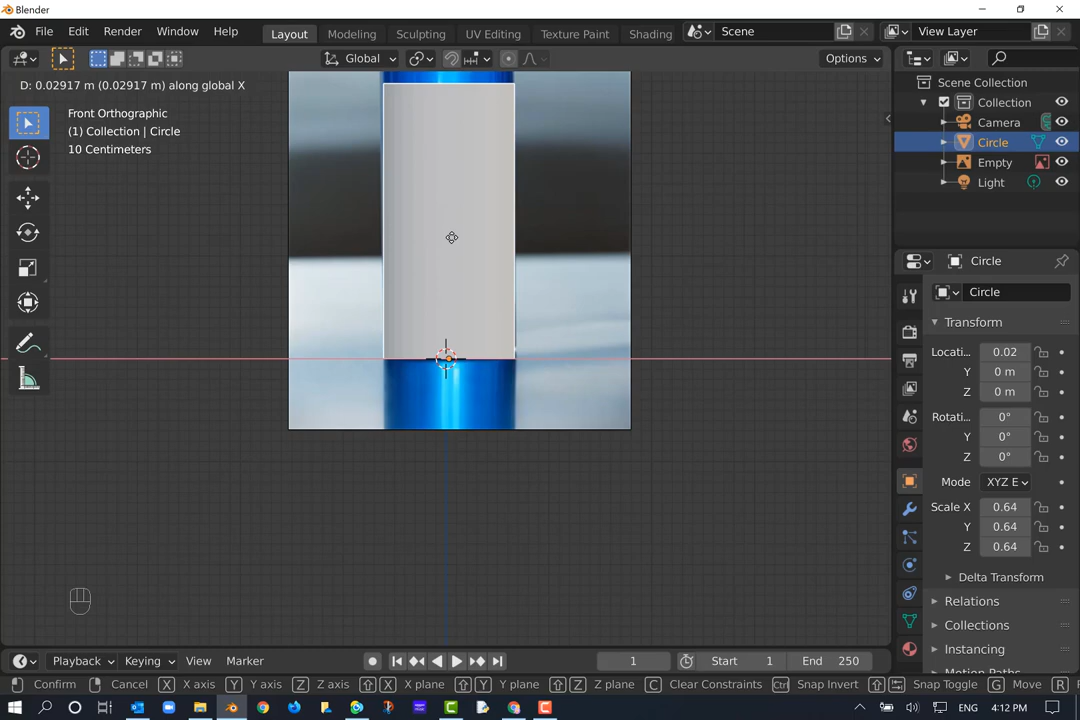 Blender
File Edit Render Window Help Layout Modeling Sculpting UV Editing Texture Paint Shading Scene View Layer
Global Options
D: 0.02917 m (0.02917 m) along global X
Front Orthographic
(1) Collection | Circle
10 Centimeters
Scene Collection
Collection
Camera
Circle
Empty
Light
Circle
Circle
Transform
Locati... 0.02
Y 0 m
Z 0 m
Rotati... 0°
Y 0°
Z 0°
Mode XYZ E
Scale X 0.64
Y 0.64
Z 0.64
Delta Transform
Relations
Collections
Instancing
Playback Keying View Marker 1 Start 1 End 250
Confirm Cancel X X axis Y Y axis Z Z axis X X plane Y Y plane Z Z plane C Clear Constraints Ctrl Snap Invert Snap Toggle G Move R
ENG 4:12 PM